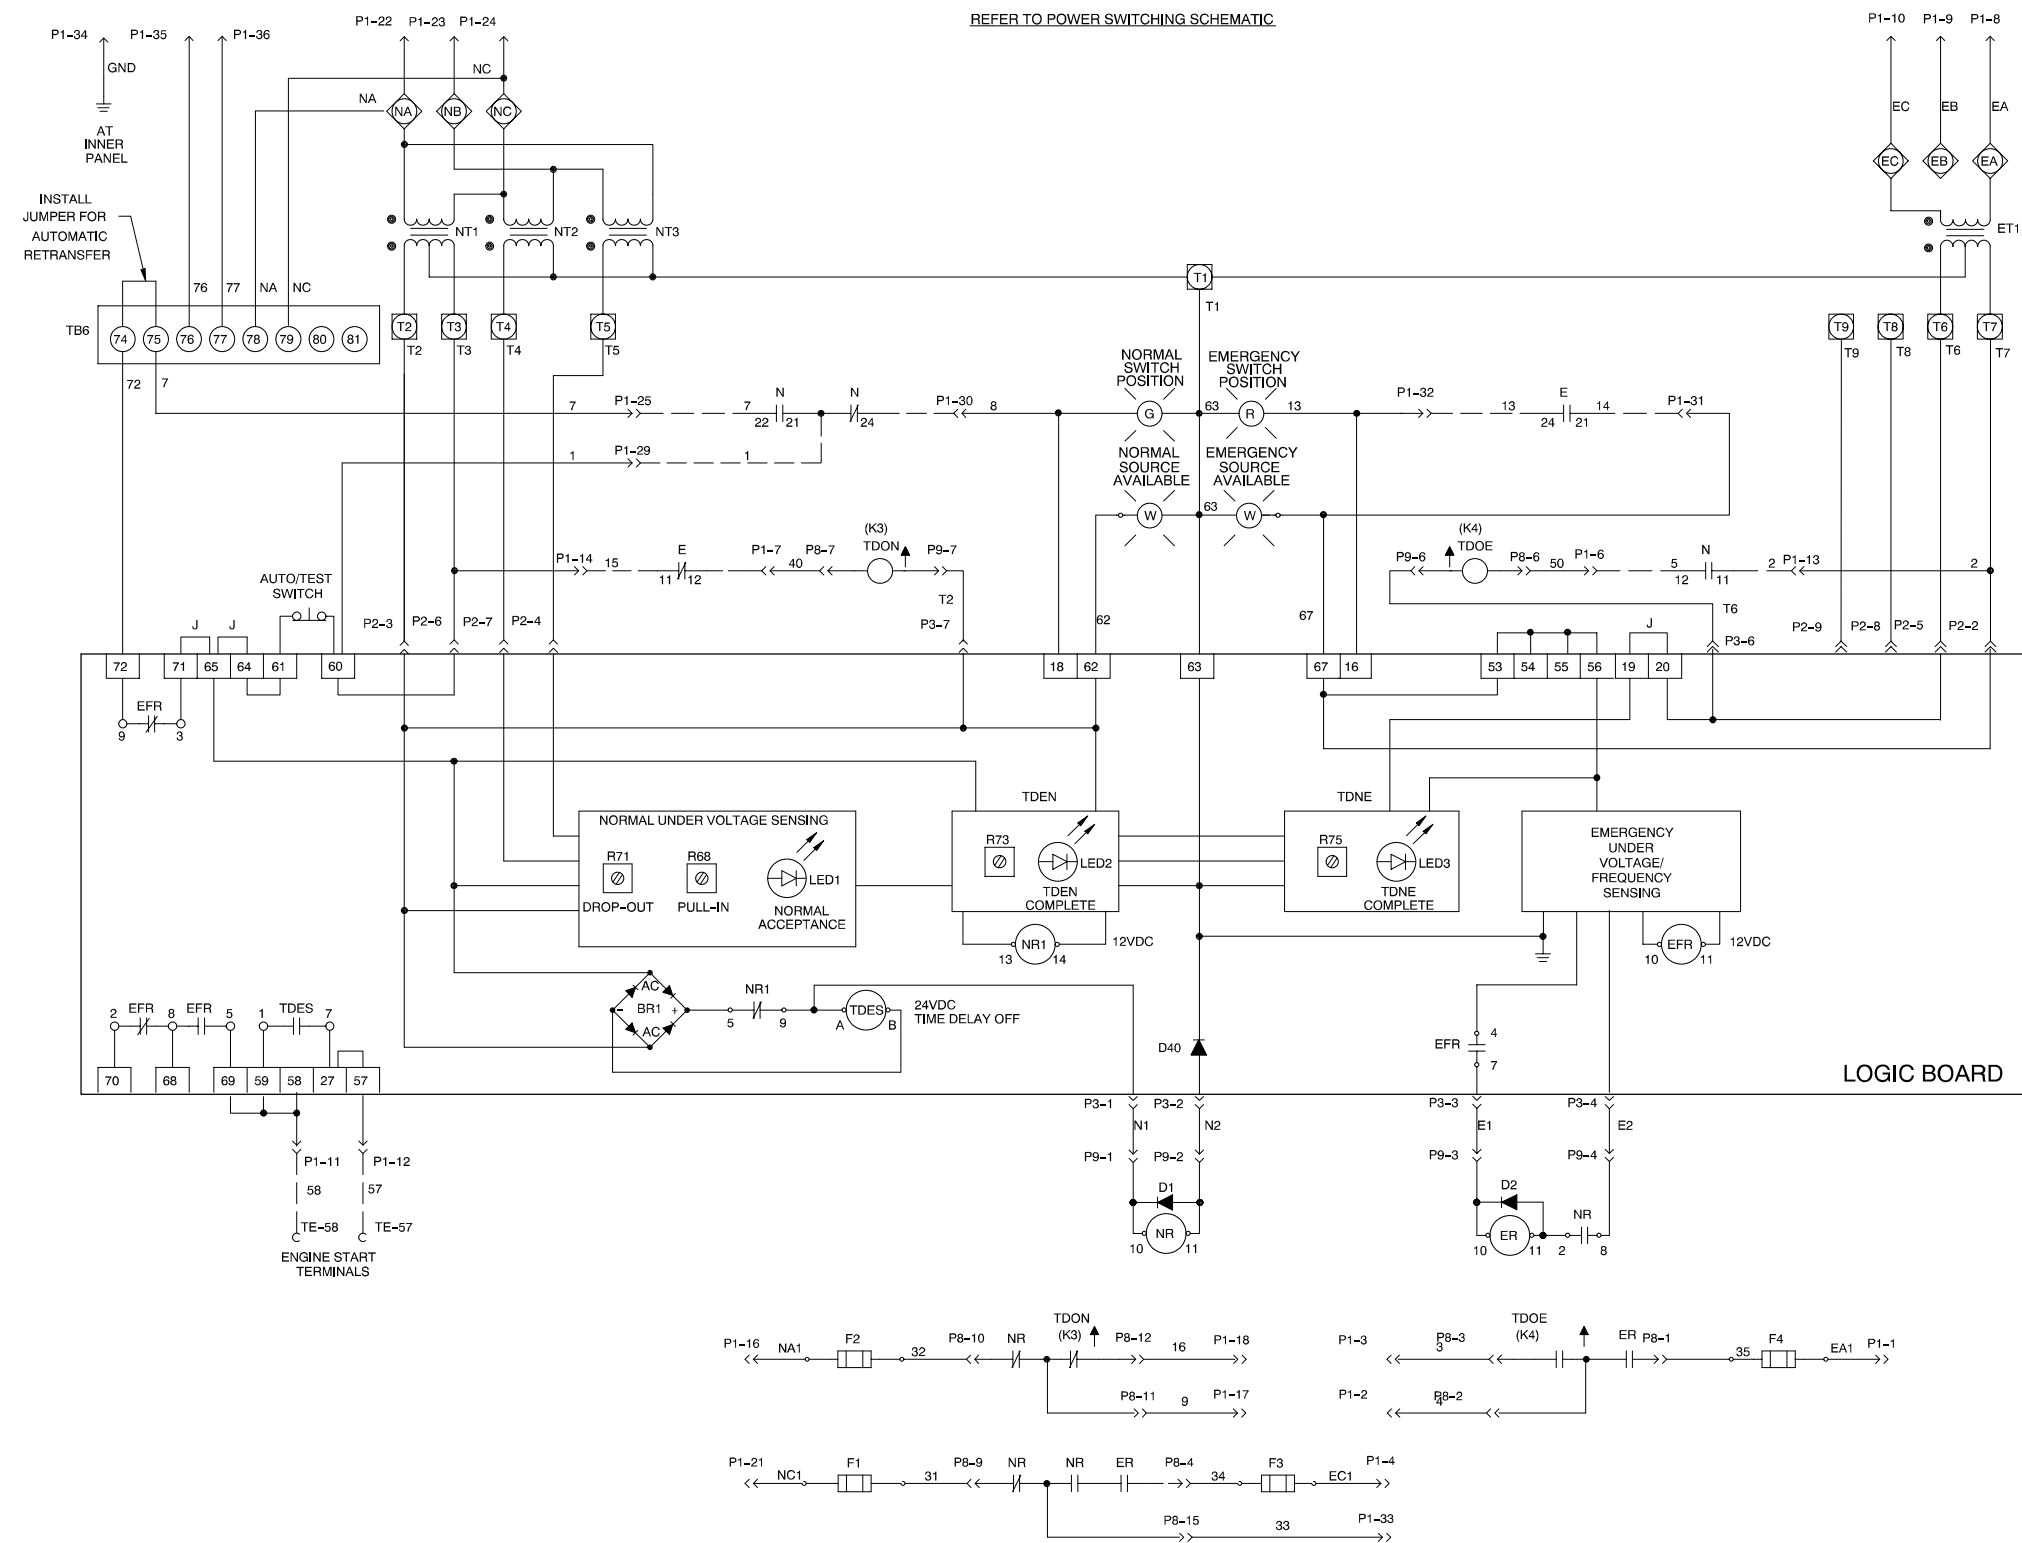 REFER TO POWER SWITCHING SCHEMATIC
P1-34
P1-35
P1-36
P1-22
P1-23
P1-24
P1-10
P1-9
P1-8
GND
AT
INNER
PANEL
NC
NA
NA
NB
NC
EC
EB
EA
EC
EB
EA
INSTALL
JUMPER FOR
AUTOMATIC
RETRANSFER
NT1
NT2
NT3
ET1
76
77
NA
NC
TB6
74
75
76
77
78
79
80
81
T1
T1
T2
T3
T4
T5
T2
T3
T4
T5
T9
T8
T6
T7
T9
T8
T6
T7
72
7
NORMAL
SWITCH
POSITION
EMERGENCY
SWITCH
POSITION
7
P1-25
7
N
22
21
N
24
P1-30
8
G
63
R
13
P1-32
13
E
24
21
14
P1-31
1
P1-29
1
NORMAL
SOURCE
AVAILABLE
EMERGENCY
SOURCE
AVAILABLE
W
63
W
P1-14
15
E
11
12
P1-7
40
P8-7
(K3)
TDON
P9-7
P9-6
(K4)
TDOE
P8-6
50
P1-6
5
N
12
11
2
P1-13
2
AUTO/TEST
SWITCH
J
J
P2-3
P2-6
P2-7
P2-4
T2
P3-7
62
67
T6
J
P3-6
P2-9
P2-8
P2-5
P2-2
72
71
65
64
61
60
18
62
63
67
16
53
54
55
56
19
20
EFR
9
3
NORMAL UNDER VOLTAGE SENSING
R71
DROP-OUT
R68
PULL-IN
LED1
NORMAL
ACCEPTANCE
TDEN
R73
LED2
TDEN
COMPLETE
NR1
13
14
12VDC
TDNE
R75
LED3
TDNE
COMPLETE
EMERGENCY
UNDER
VOLTAGE/
FREQUENCY
SENSING
EFR
10
11
12VDC
AC
- BR1 +
AC
NR1
5
9
TDES
A
B
24VDC
TIME DELAY OFF
2
EFR
8
EFR
5
1
TDES
7
70
68
69
59
58
27
57
D40
EFR
4
7
LOGIC BOARD
P1-11
P1-12
58
57
TE-58
TE-57
ENGINE START
TERMINALS
P3-1
P3-2
N1
N2
P9-1
P9-2
D1
NR
10
11
P3-3
P3-4
E1
E2
P9-3
P9-4
D2
ER
10
11
NR
2
8
P1-16
NA1
F2
32
P8-10
NR
TDON
(K3)
P8-12
16
P1-18
P8-11
9
P1-17
P1-3
P8-3
3
TDOE
(K4)
ER
P8-1
35
F4
EA1
P1-1
P1-2
P8-2
4
P1-21
NC1
F1
31
P8-9
NR
NR
ER
P8-4
34
F3
EC1
P1-4
P8-15
33
P1-33